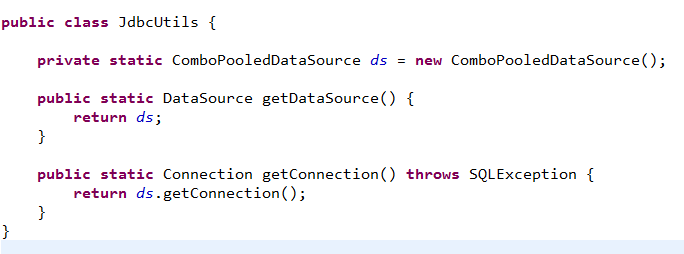 public class JdbcUtils {
private static ComboPooledDataSource ds = new ComboPooledDataSource();
public static DataSource getDataSource() {
return ds;
}
public static Connection getConnection() throws SQLException {
return ds.getConnection();
}
}